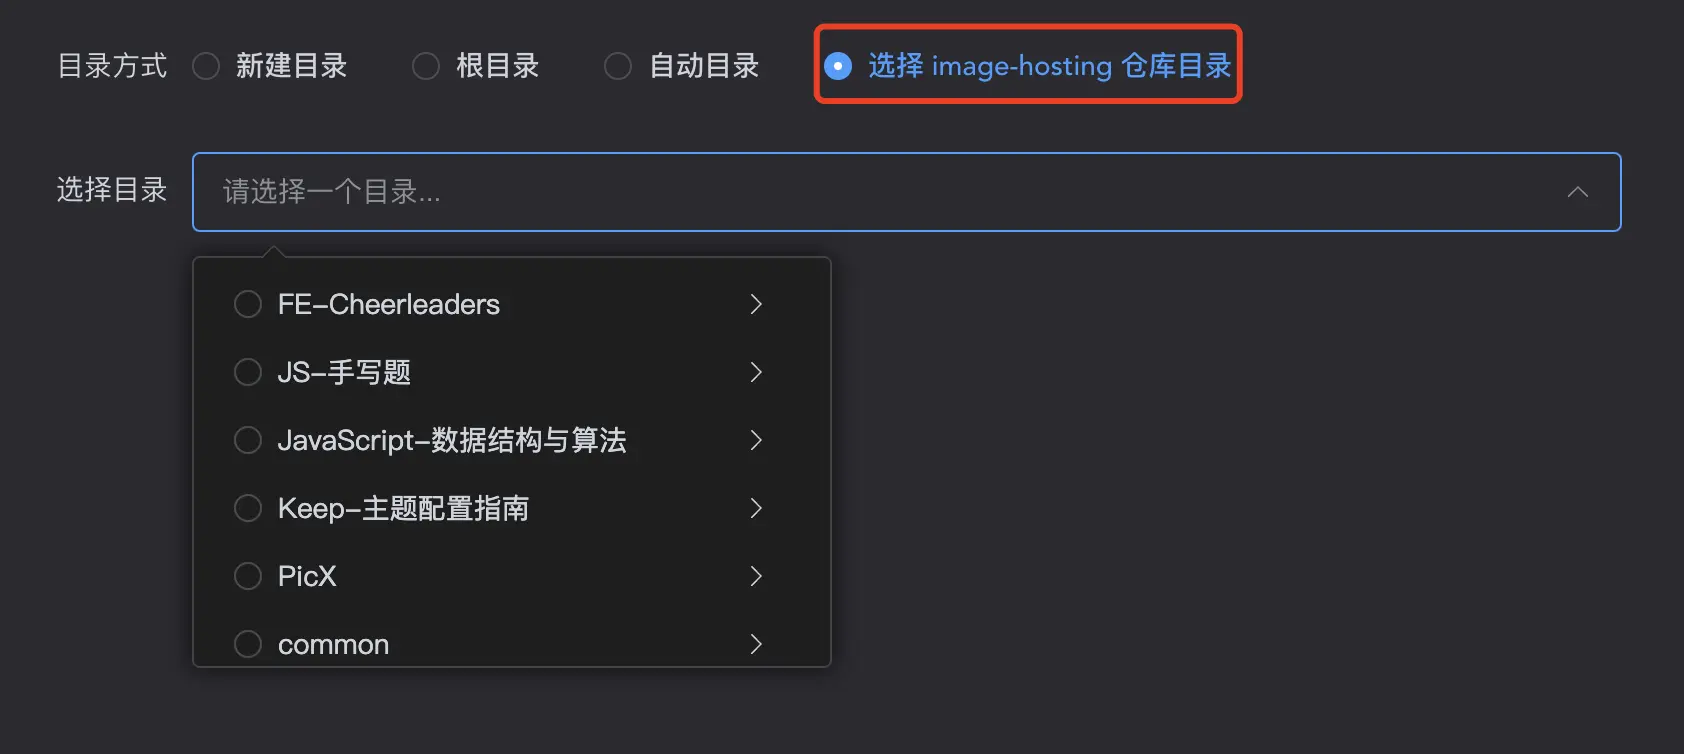 目录方式 新建目录 根目录 自动目录 选择 image-hosting 仓库目录
选择目录 请选择一个目录...
FE-Cheerleaders
JS-手写题
JavaScript-数据结构与算法
Keep-主题配置指南
PicX
common